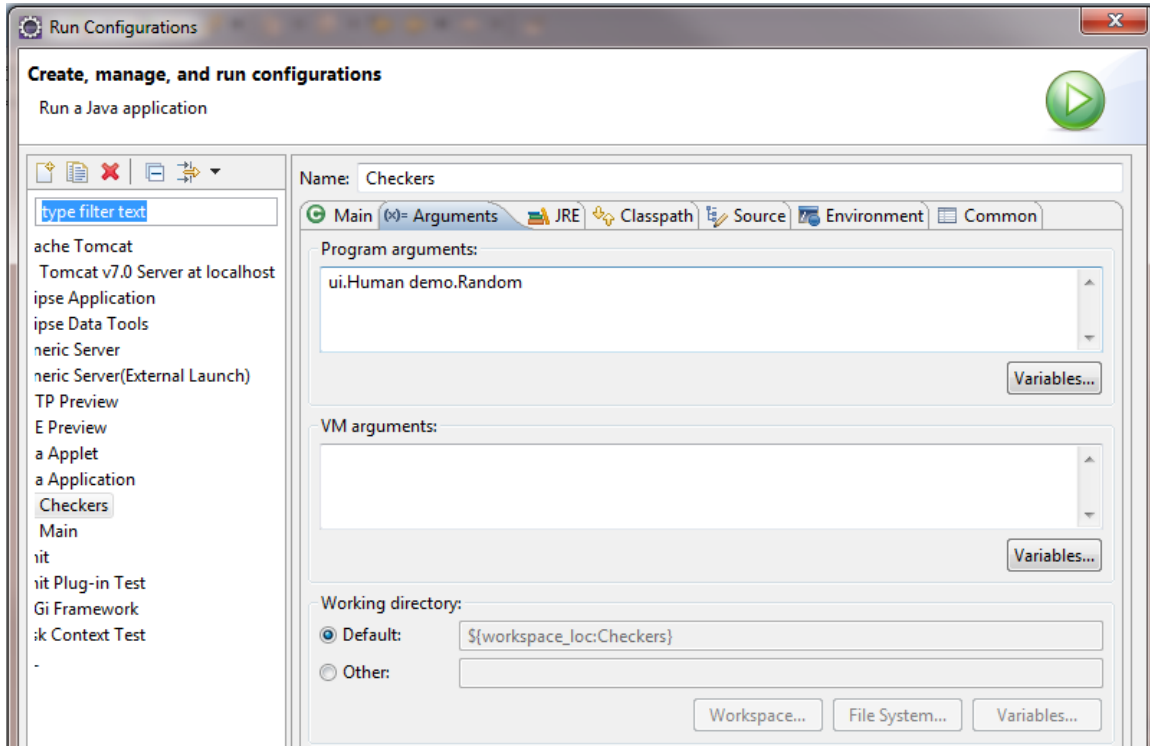 Run Configurations
Create, manage, and run configurations
Run a Java application
type filter text
ache Tomcat
Tomcat v7.0 Server at localhost
ipse Application
ipse Data Tools
neric Server
neric Server(External Launch)
TP Preview
E Preview
a Applet
a Application
Checkers
Main
nit
nit Plug-in Test
Gi Framework
sk Context Test
Name: Checkers
Main (x)= Arguments JRE Classpath Source Environment Common
Program arguments:
ui.Human demo.Random
Variables...
VM arguments:
Variables...
Working directory:
Default: ${workspace_loc:Checkers}
Other:
Workspace... File System... Variables...